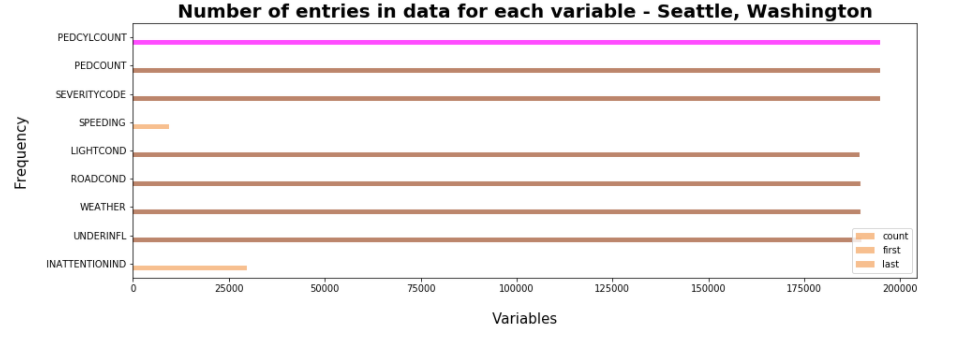 Number of entries in data for each variable - Seattle, Washington
PEDCYLCOUNT
PEDCOUNT
SEVERITYCODE
SPEEDING
LIGHTCOND
ROADCOND
WEATHER
UNDERINFL
INATTENTIONIND
Frequency
count
first
last
0 25000 50000 75000 100000 125000 150000 175000 200000
Variables